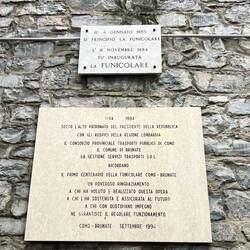 IL 4 GENNAIO 1893
SI PRINCIPIÒ LA FUNICOLARE
L' 11 NOVEMBRE 1894
SI INAUGURAVA
LA FUNICOLARE
1894 1994
SOTTO L'ALTO PATRONATO DEL PRESIDENTE DELLA REPUBBLICA
CON GLI AUSPICI DELLA REGIONE LOMBARDIA
IL CONSORZIO PROVINCIALE TRASPORTI PUBBLICI DI COMO
IL COMUNE DI BRUNATE
LA GESTIONE SERVIZI TRASPORTI S.R.L.
RICORDANO
IL PRIMO CENTENARIO DELLA FUNICOLARE COMO-BRUNATE
UN DOVEROSO RINGRAZIAMENTO
A CHI HA VOLUTO E REALIZZATO QUESTA OPERA
A CHI L'HA SOSTENUTA E ASSICURATA AL FUTURO
A CHI CON QUOTIDIANO IMPEGNO
NE GARANTISCE IL REGOLARE FUNZIONAMENTO
COMO-BRUNATE SETTEMBRE 1994